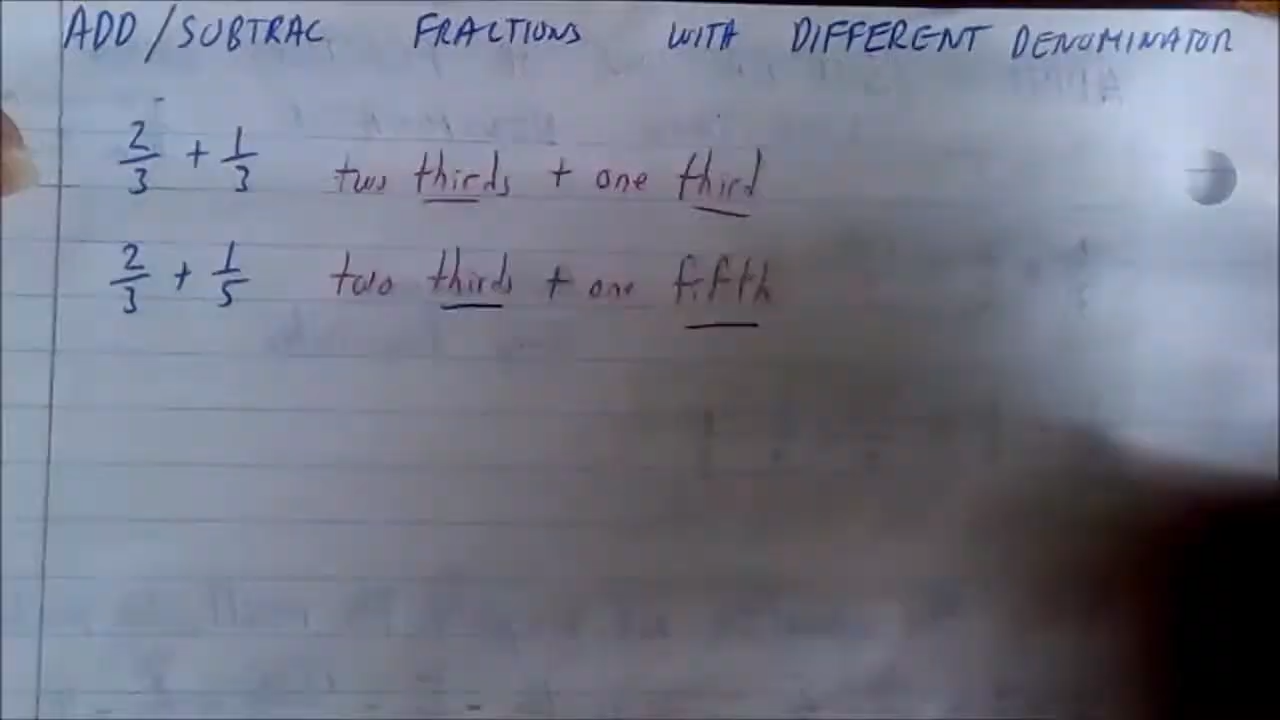 ADD / SUBTRAC FRACTIONS WITH DIFFERENT DENOMINATOR
2/3 + 1/3 two thirds + one third
2/3 + 1/5 two thirds + one fifth